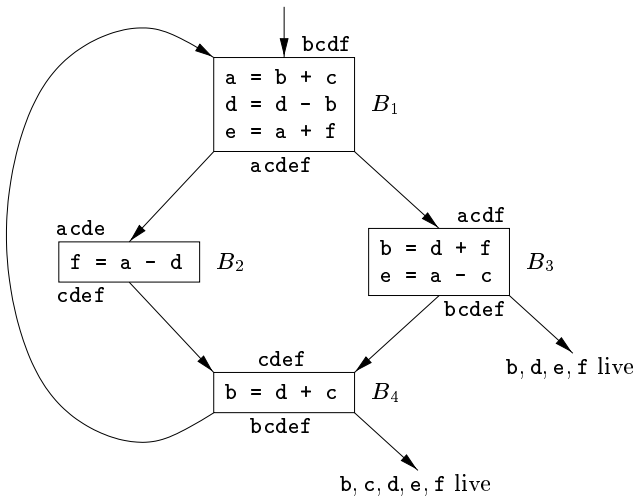 bcdf
a = b + c
d = d - b
e = a + f
B1
acdef
acde
f = a - d
B2
cdef
acdf
b = d + f
e = a - c
B3
bcdef
b, d, e, f live
cdef
b = d + c
B4
bcdef
b, c, d, e, f live